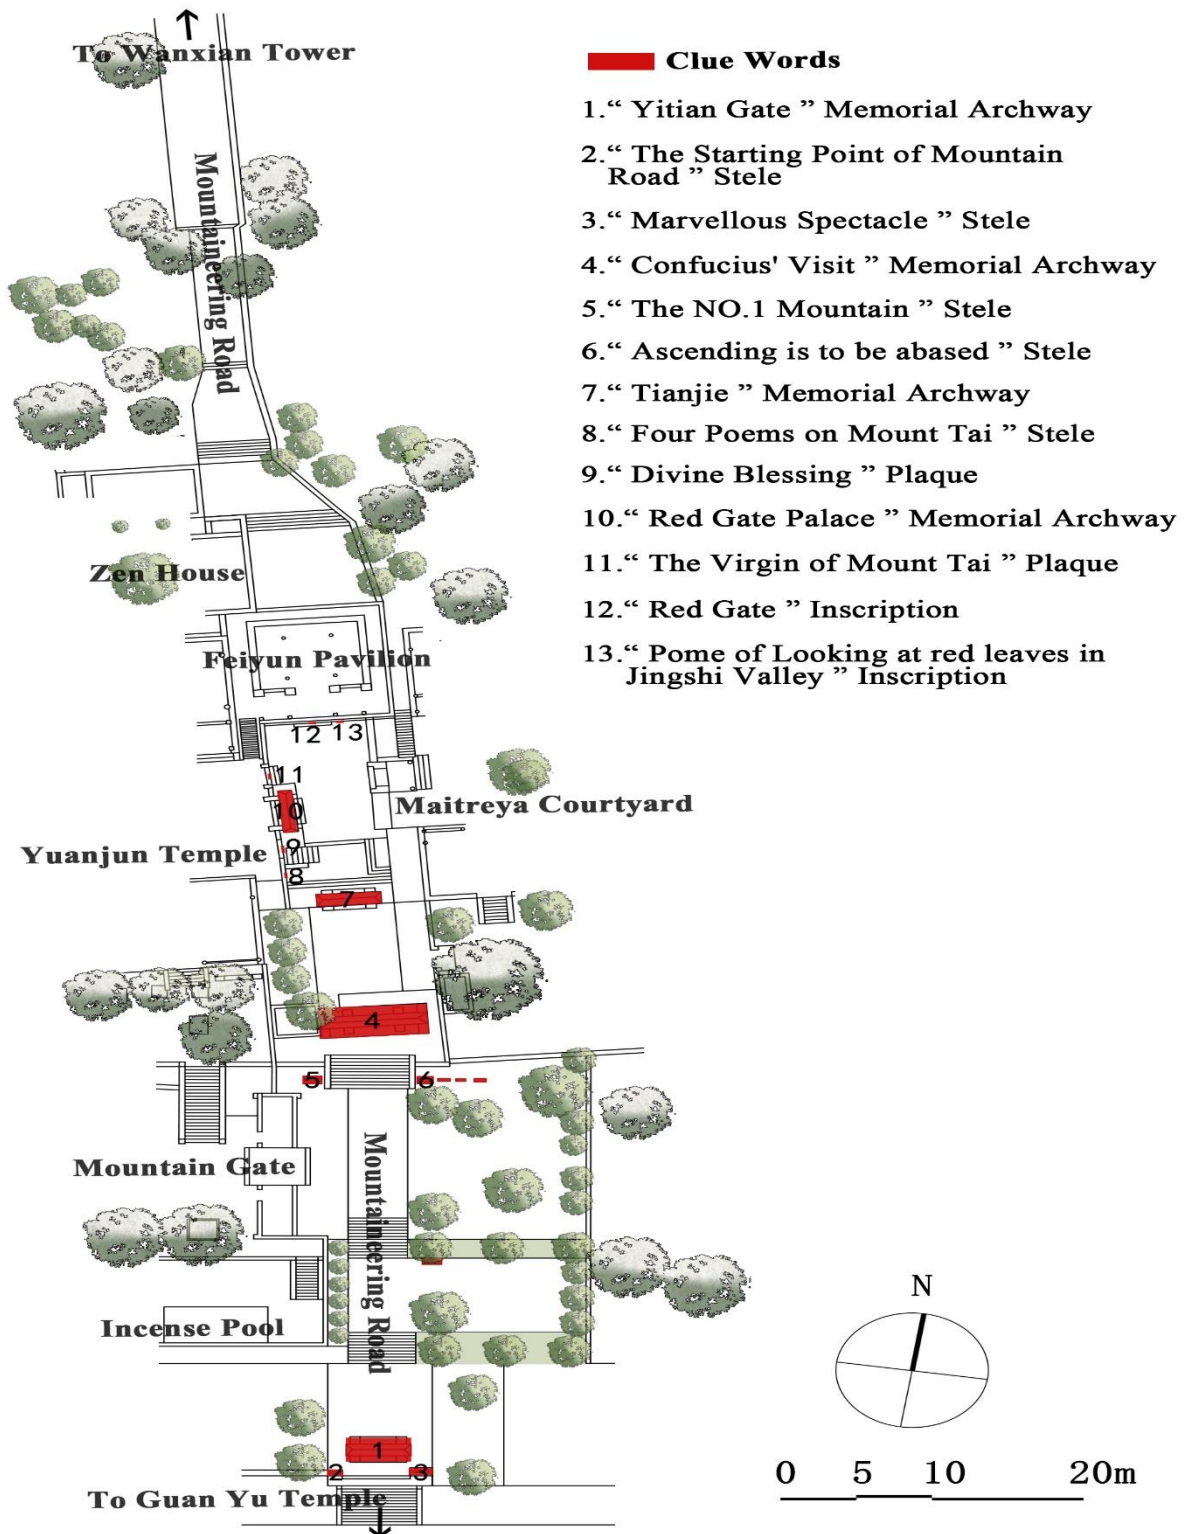 To Wanxian Tower
Mountaineering Road
Zen House
Feiyun Pavilion
12 13
11
10
Maitreya Courtyard
9
Yuanjun Temple
8
7
4
5 6
Mountain Gate
Mountaineering Road
Incense Pool
1
2 3
To Guan Yu Temple
Clue Words
1.“ Yitian Gate ” Memorial Archway
2.“ The Starting Point of Mountain
Road ” Stele
3.“ Marvellous Spectacle ” Stele
4.“ Confucius' Visit ” Memorial Archway
5.“ The NO.1 Mountain ” Stele
6.“ Ascending is to be abased ” Stele
7.“ Tianjie ” Memorial Archway
8.“ Four Poems on Mount Tai ” Stele
9.“ Divine Blessing ” Plaque
10.“ Red Gate Palace ” Memorial Archway
11.“ The Virgin of Mount Tai ” Plaque
12.“ Red Gate ” Inscription
13.“ Pome of Looking at red leaves in
Jingshi Valley ” Inscription
N
0 5 10 20m